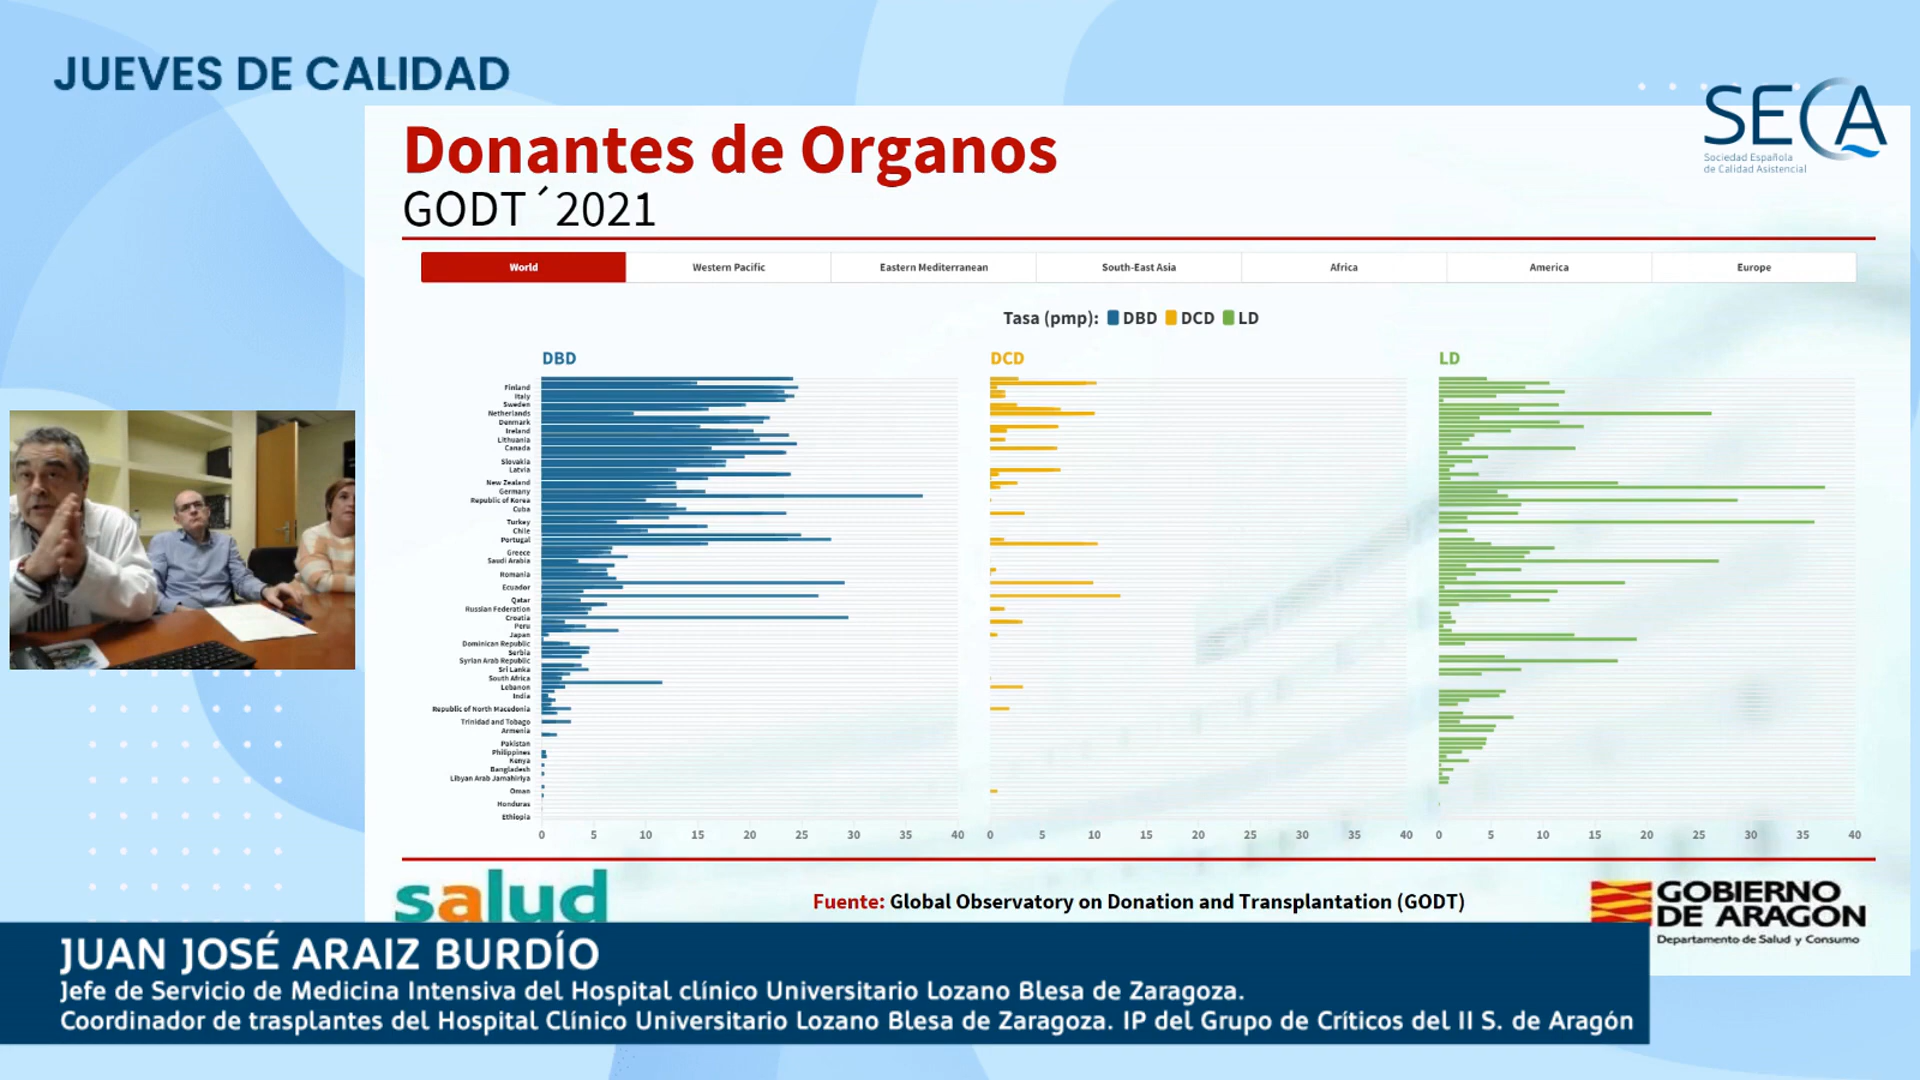 JUEVES DE CALIDAD
SECA
Sociedad Española
de Calidad Asistencial
Donantes de Organos
GODT´2021
World
Western Pacific
Eastern Mediterranean
South-East Asia
Africa
America
Europe
Tasa (pmp): DBD DCD LD
DBD
DCD
LD
Finland
Italy
Sweden
Netherlands
Denmark
Ireland
Lithuania
Canada
Slovakia
Latvia
New Zealand
Germany
Republic of Korea
Cuba
Turkey
Chile
Portugal
Greece
Saudi Arabia
Romania
Ecuador
Qatar
Russian Federation
Croatia
Peru
Japan
Dominican Republic
Serbia
Syrian Arab Republic
Sri Lanka
South Africa
Lebanon
India
Republic of North Macedonia
Trinidad and Tobago
Armenia
Pakistan
Philippines
Kenya
Bangladesh
Libyan Arab Jamahiriya
Oman
Honduras
Ethiopia
0 5 10 15 20 25 30 35 40
0 5 10 15 20 25 30 35 40
0 5 10 15 20 25 30 35 40
salud
Fuente: Global Observatory on Donation and Transplantation (GODT)
GOBIERNO
DE ARAGON
Departamento de Salud y Consumo
JUAN JOSÉ ARAIZ BURDÍO
Jefe de Servicio de Medicina Intensiva del Hospital clínico Universitario Lozano Blesa de Zaragoza.
Coordinador de trasplantes del Hospital Clínico Universitario Lozano Blesa de Zaragoza. IP del Grupo de Críticos del II S. de Aragón